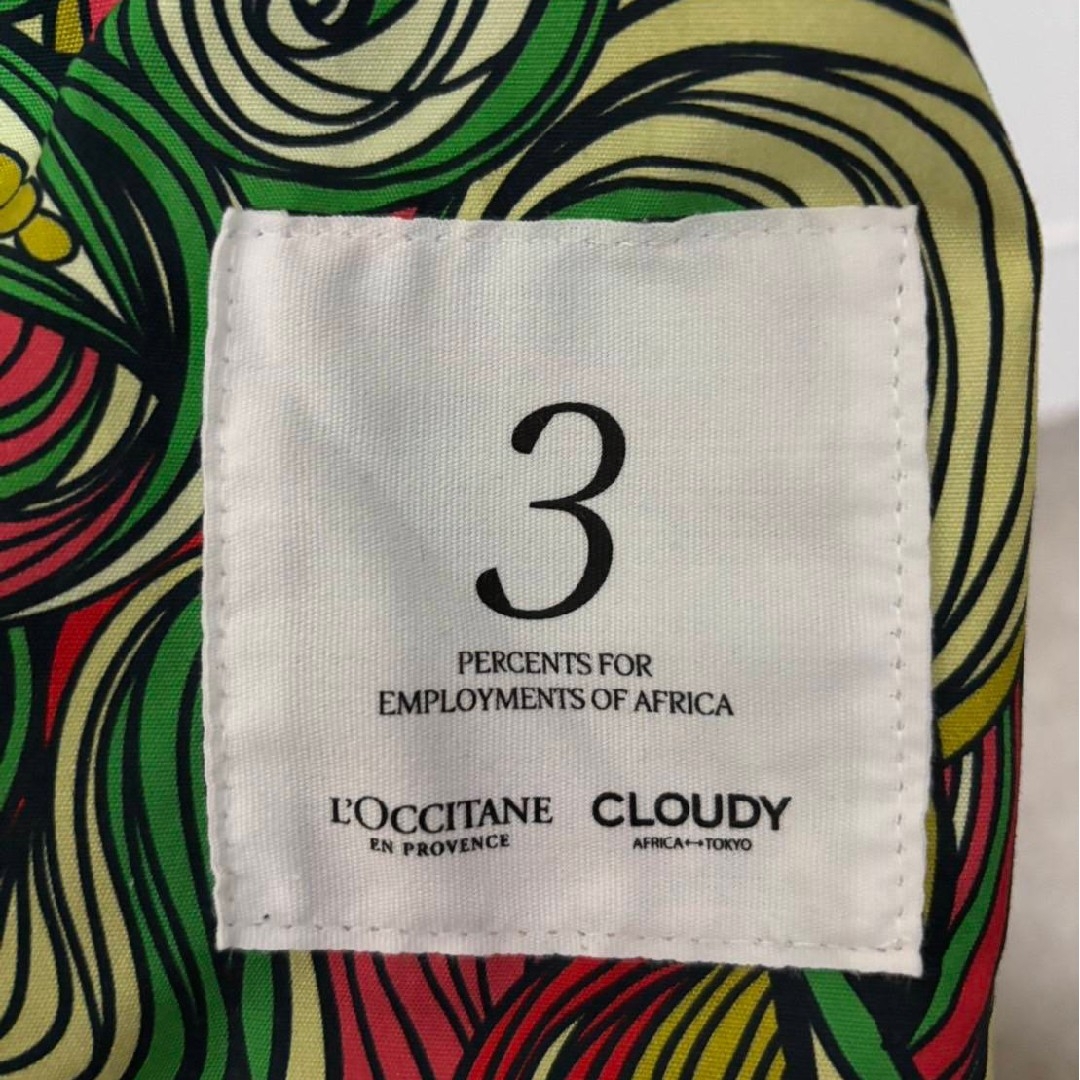 3
PERCENTS FOR
EMPLOYMENTS OF AFRICA
L'OCCITANE
EN PROVENCE
CLOUDY
AFRICA↔TOKYO